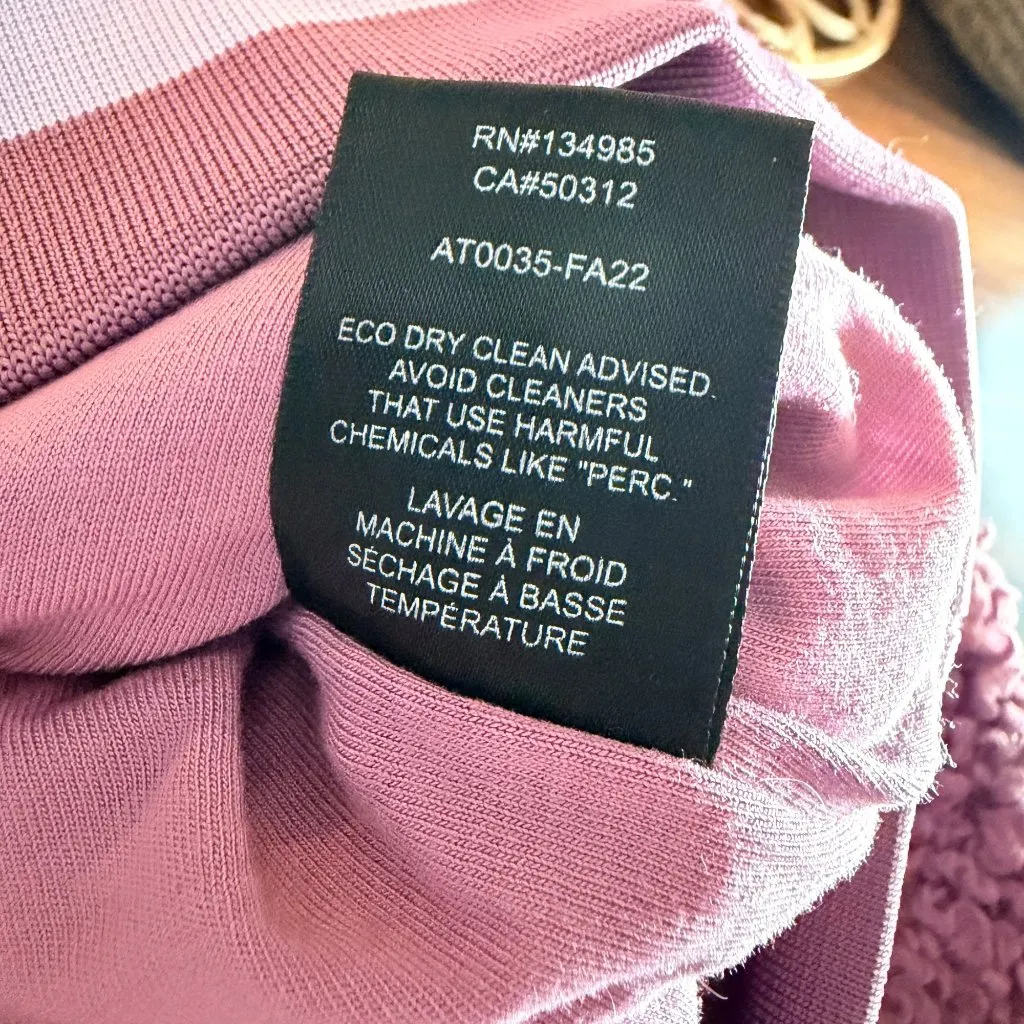 RN#134985
CA#50312
AT0035-FA22
ECO DRY CLEAN ADVISED.
AVOID CLEANERS
THAT USE HARMFUL
CHEMICALS LIKE "PERC."
LAVAGE EN
MACHINE À FROID
SÉCHAGE À BASSE
TEMPÉRATURE